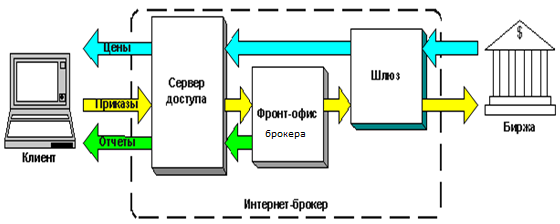 Цены
Приказы
Отчеты
Клиент
Сервер
доступа
Фронт-офис
брокера
Шлюз
$
Биржа
Интернет-брокер